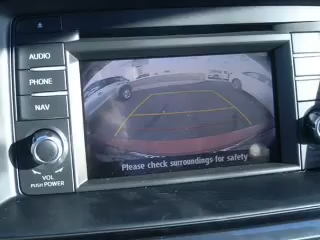 AUDIO
PHONE
NAV
VOL
PUSH POWER
Please check surroundings for safety